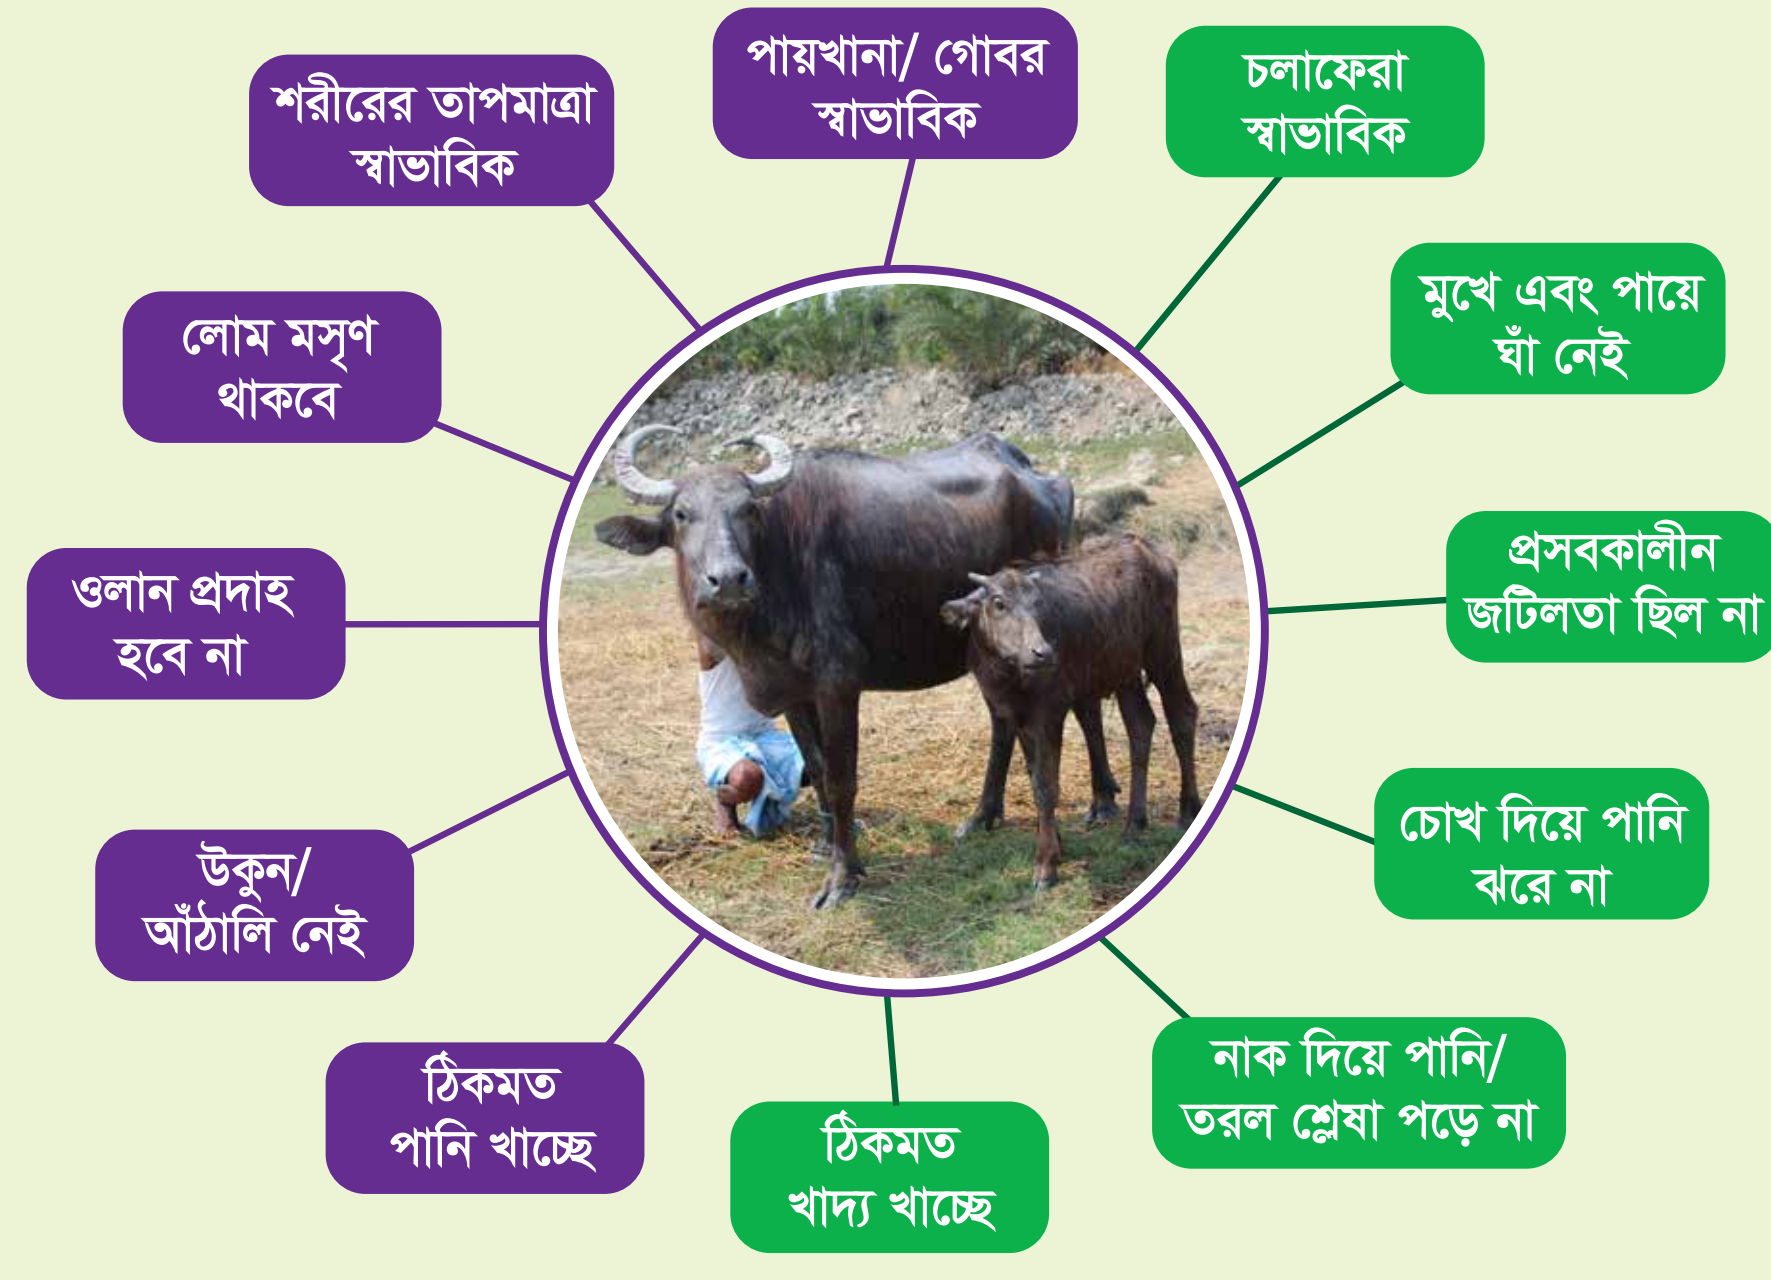 পায়খানা/ গোবর
স্বাভাবিক
চলাফেরা
স্বাভাবিক
মুখে এবং পায়ে
ঘাঁ নেই
প্রসবকালীন
জটিলতা ছিল না
চোখ দিয়ে পানি
ঝরে না
নাক দিয়ে পানি/
তরল শ্লেষা পড়ে না
ঠিকমত
খাদ্য খাচ্ছে
ঠিকমত
পানি খাচ্ছে
উকুন/
আঁঠালি নেই
ওলান প্রদাহ
হবে না
লোম মসৃণ
থাকবে
শরীরের তাপমাত্রা
স্বাভাবিক